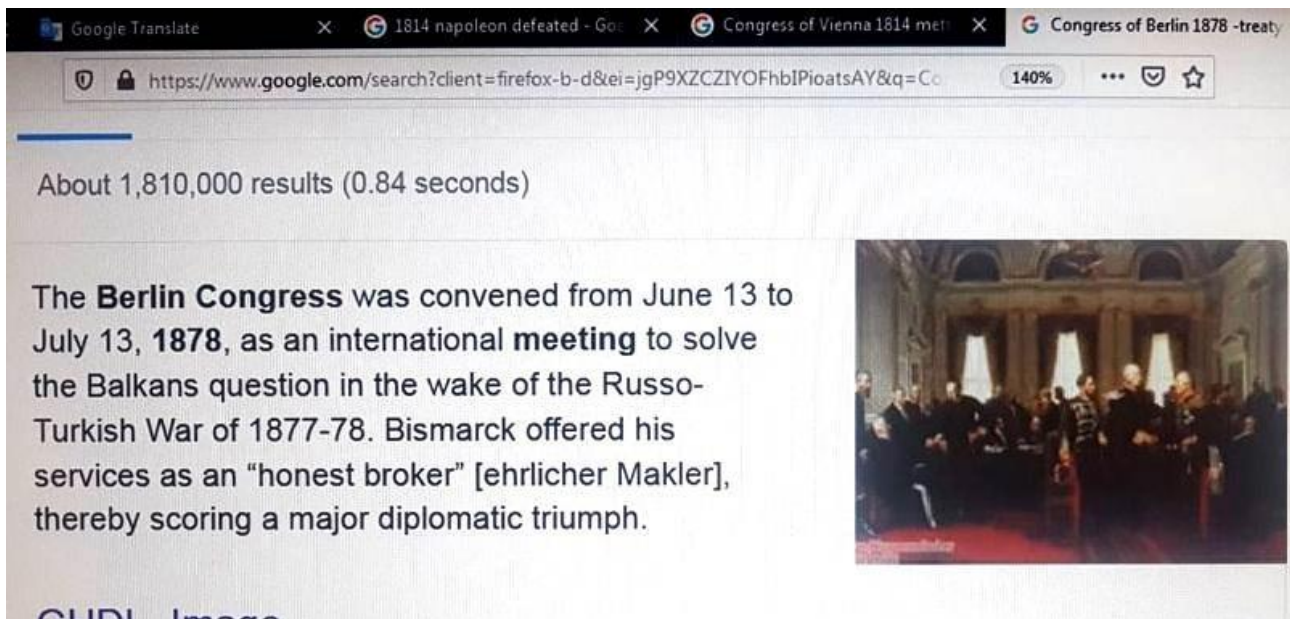 Google Translate
1814 napoleon defeated - Goo
Congress of Vienna 1814 met
Congress of Berlin 1878 -treaty
https://www.google.com/search?client=firefox-b-d&ei=jgP9XZCZIYOFhbIPioatsAY&q=Co
140%
About 1,810,000 results (0.84 seconds)
The Berlin Congress was convened from June 13 to
July 13, 1878, as an international meeting to solve
the Balkans question in the wake of the Russo-
Turkish War of 1877-78. Bismarck offered his
services as an “honest broker” [ehrlicher Makler],
thereby scoring a major diplomatic triumph.
GHDI - Image